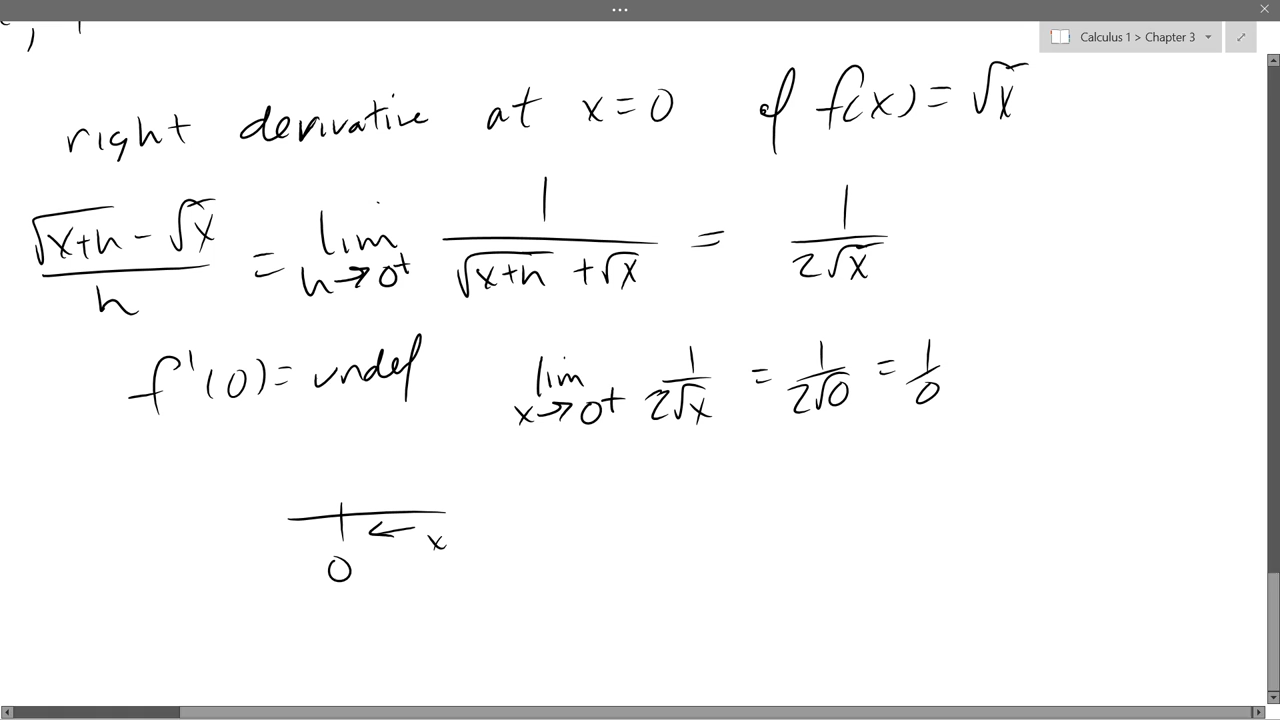 Calculus 1 > Chapter 3
right derivative at x=0 of f(x) = √x
(√(x+h) - √x)/h = lim h→0⁺ 1/(√(x+h) + √x) = 1/(2√x)
f'(0) = undef lim x→0⁺ 1/(2√x) = 1/(2√0) = 1/0
← x
0